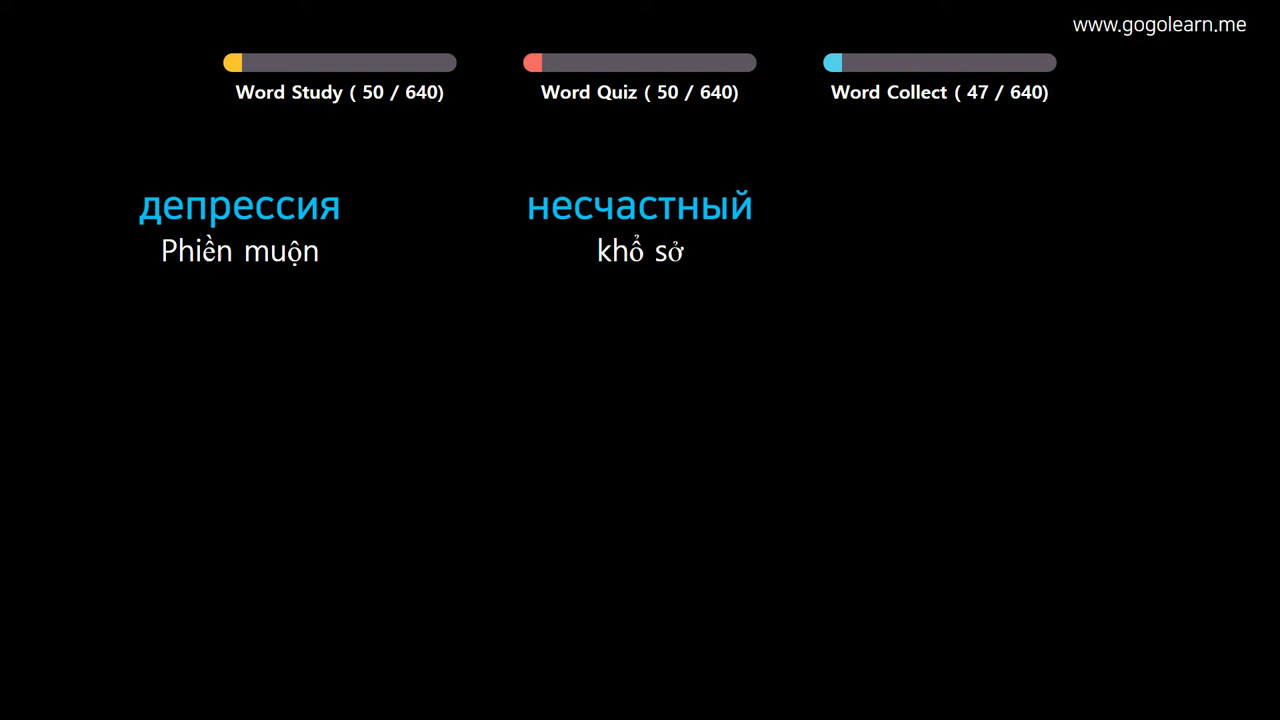 www.gogolearn.me
Word Study ( 50 / 640)
Word Quiz ( 50 / 640)
Word Collect ( 47 / 640)
депрессия
Phiền muộn
несчастный
khổ sở